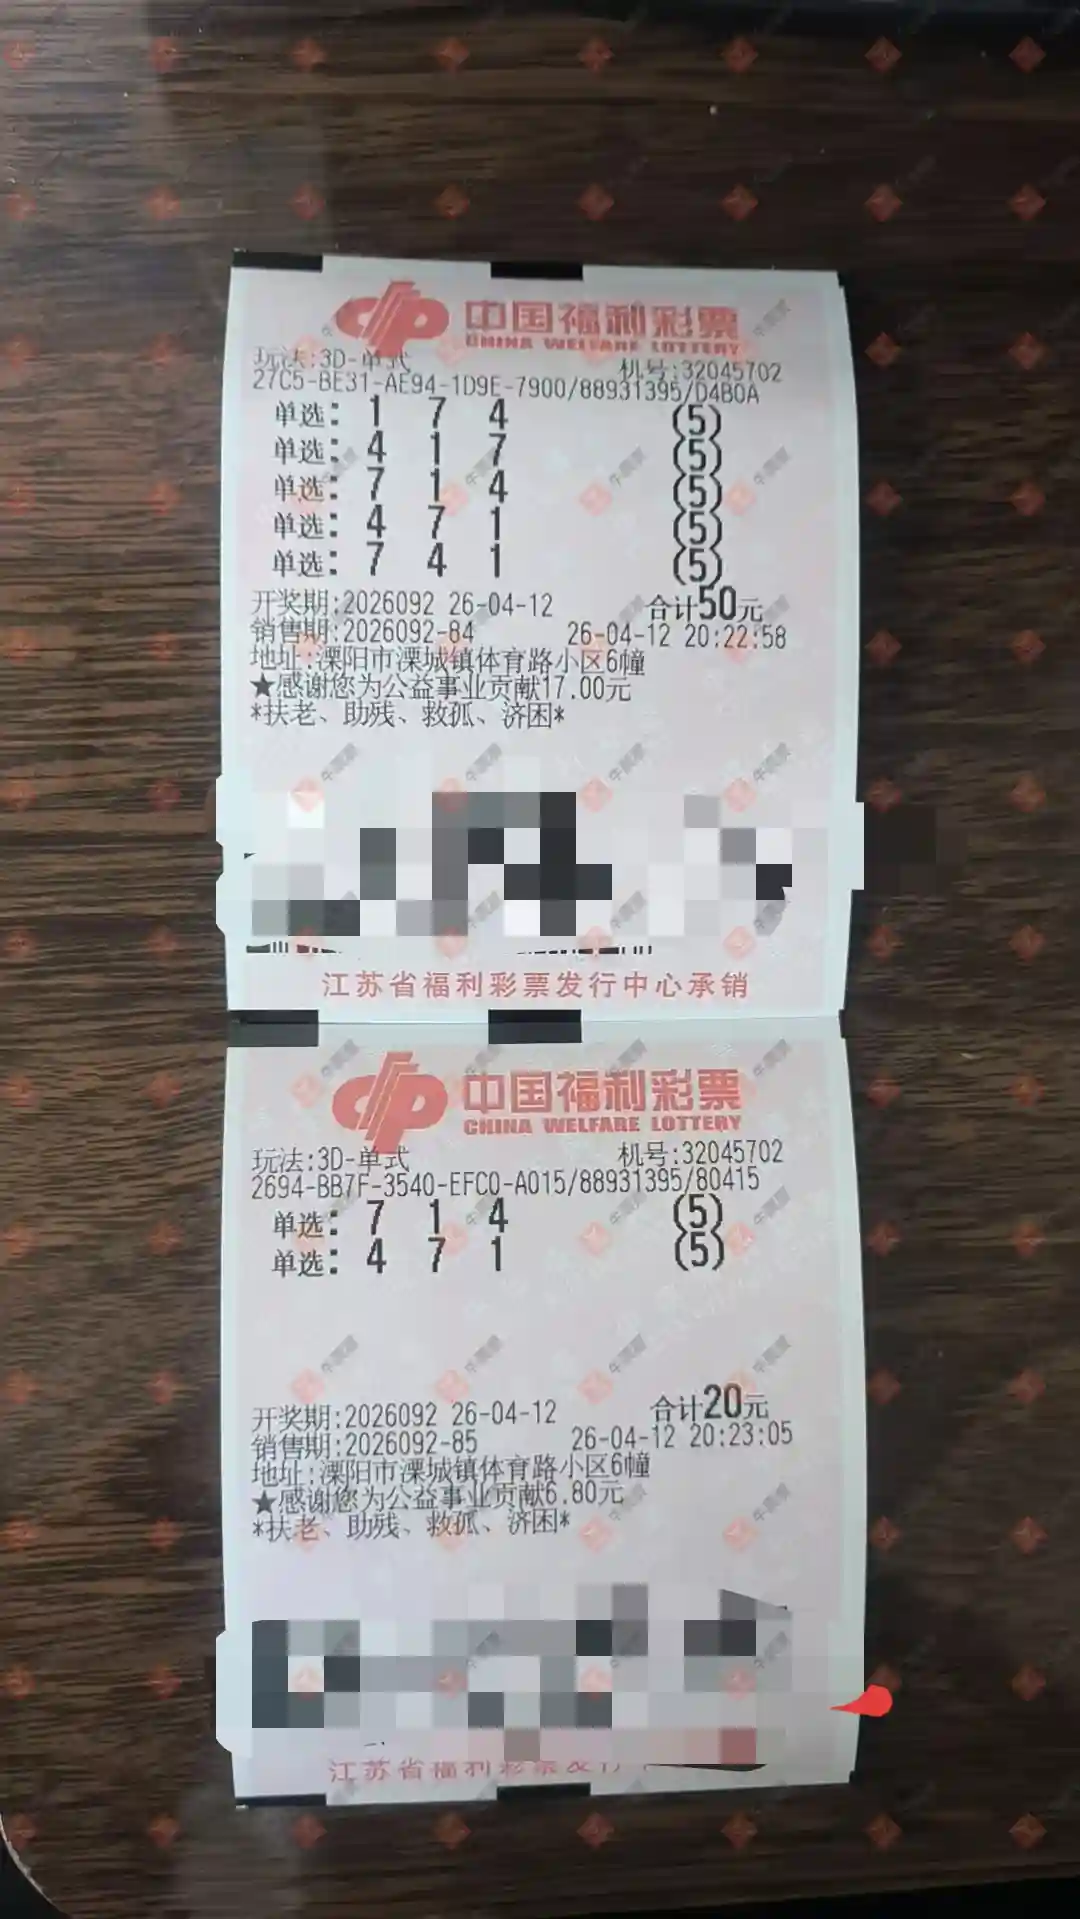 中国福利彩票
CHINA WELFARE LOTTERY
玩法:3D-单式 机号:32045702
27C5-BE31-AE94-1D9E-7900/88931395/D4B0A
单选: 1 7 4 (5)
单选: 4 1 7 (5)
单选: 7 1 4 (5)
单选: 4 7 1 (5)
单选: 7 4 1 (5)
开奖期:2026092 26-04-12 合计50元
销售期:2026092-84 26-04-12 20:22:58
地址:溧阳市溧城镇体育路小区6幢
★感谢您为公益事业贡献17.00元
*扶老、助残、救孤、济困*
江苏省福利彩票发行中心承销
中国福利彩票
CHINA WELFARE LOTTERY
玩法:3D-单式 机号:32045702
2694-BB7F-3540-EFC0-A015/88931395/80415
单选: 7 1 4 (5)
单选: 4 7 1 (5)
开奖期:2026092 26-04-12 合计20元
销售期:2026092-85 26-04-12 20:23:05
地址:溧阳市溧城镇体育路小区6幢
★感谢您为公益事业贡献6.80元
*扶老、助残、救孤、济困*
江苏省福利彩票发行